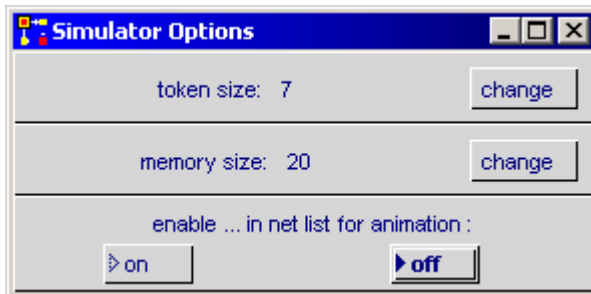 Simulator Options
token size: 7 change
memory size: 20 change
enable ... in net list for animation :
on off